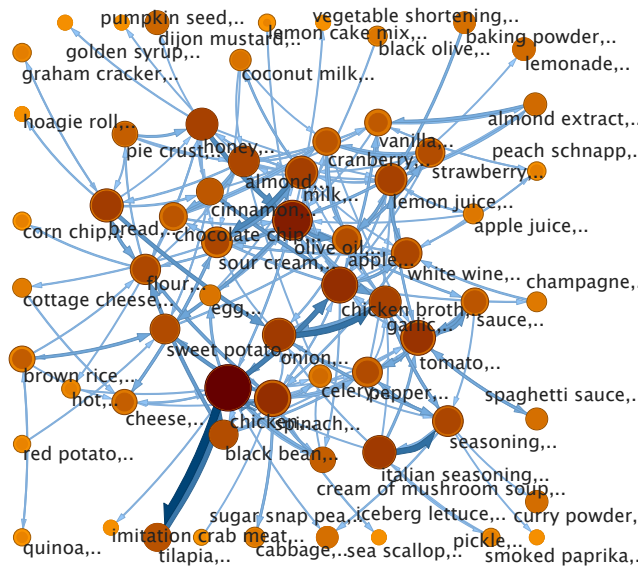 pumpkin seed,..
vegetable shortening,..
dijon mustard,..
lemon cake mix,..
baking powder,..
golden syrup,..
black olive,..
lemonade,..
graham cracker,..
coconut milk,..
hoagie roll,..
almond extract,..
pie crust,..
honey,..
vanilla,..
cranberry,..
peach schnapp,..
almond,..
strawberry,..
milk,..
lemon juice,..
cinnamon,..
corn chip,..
bread,..
chocolate chip,..
apple juice,..
olive oil,..
sour cream,..
apple,..
white wine,..
flour,..
champagne,..
cottage cheese,..
egg,..
chicken broth,..
garlic,..
sauce,..
sweet potato,..
onion,..
tomato,..
brown rice,..
hot,..
celery,..
pepper,..
spaghetti sauce,..
cheese,..
chicken,..
spinach,..
seasoning,..
red potato,..
black bean,..
italian seasoning,..
cream of mushroom soup,..
sugar snap pea,..
iceberg lettuce,..
curry powder,..
imitation crab meat,..
pickle,..
quinoa,..
tilapia,..
cabbage,..
sea scallop,..
smoked paprika,..